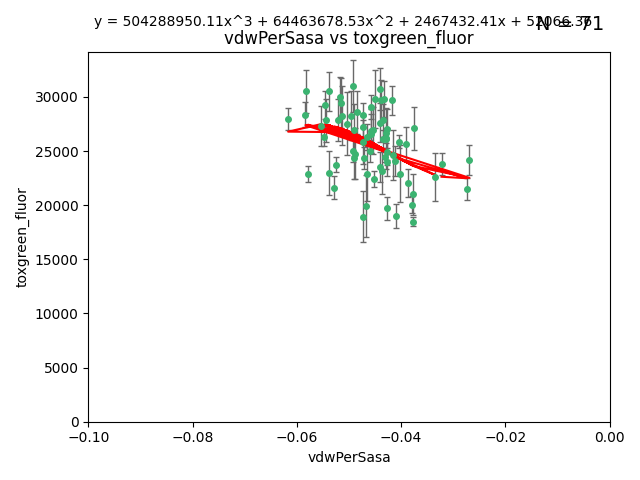 y = 504288950.11x^3 + 64463678.53x^2 + 2467432.41x + 52066.36
N = 71
vdwPerSasa vs toxgreen_fluor
toxgreen_fluor
30000
25000
20000
15000
10000
5000
0
−0.10 −0.08 −0.06 −0.04 −0.02 0.00
vdwPerSasa